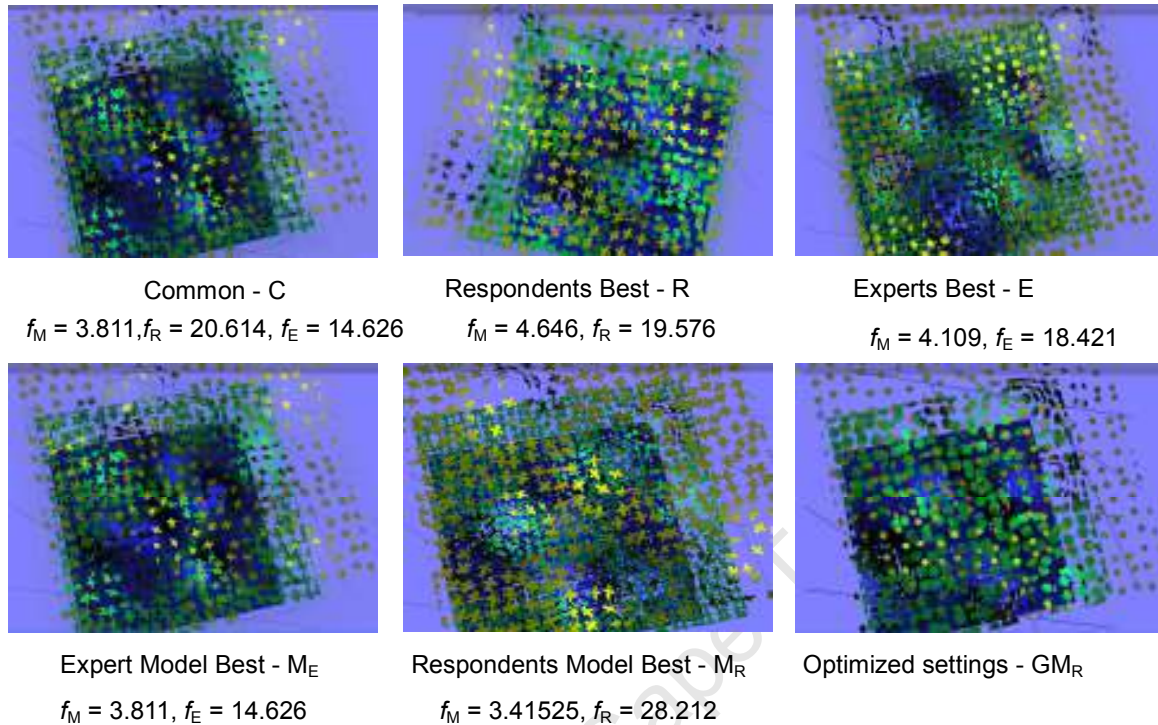 Common - C
Respondents Best - R
Experts Best - E
fM = 3.811,fR = 20.614, fE = 14.626
fM = 4.646, fR = 19.576
fM = 4.109, fE = 18.421
Expert Model Best - ME
Respondents Model Best - MR
Optimized settings - GMR
fM = 3.811, fE = 14.626
fM = 3.41525, fR = 28.212